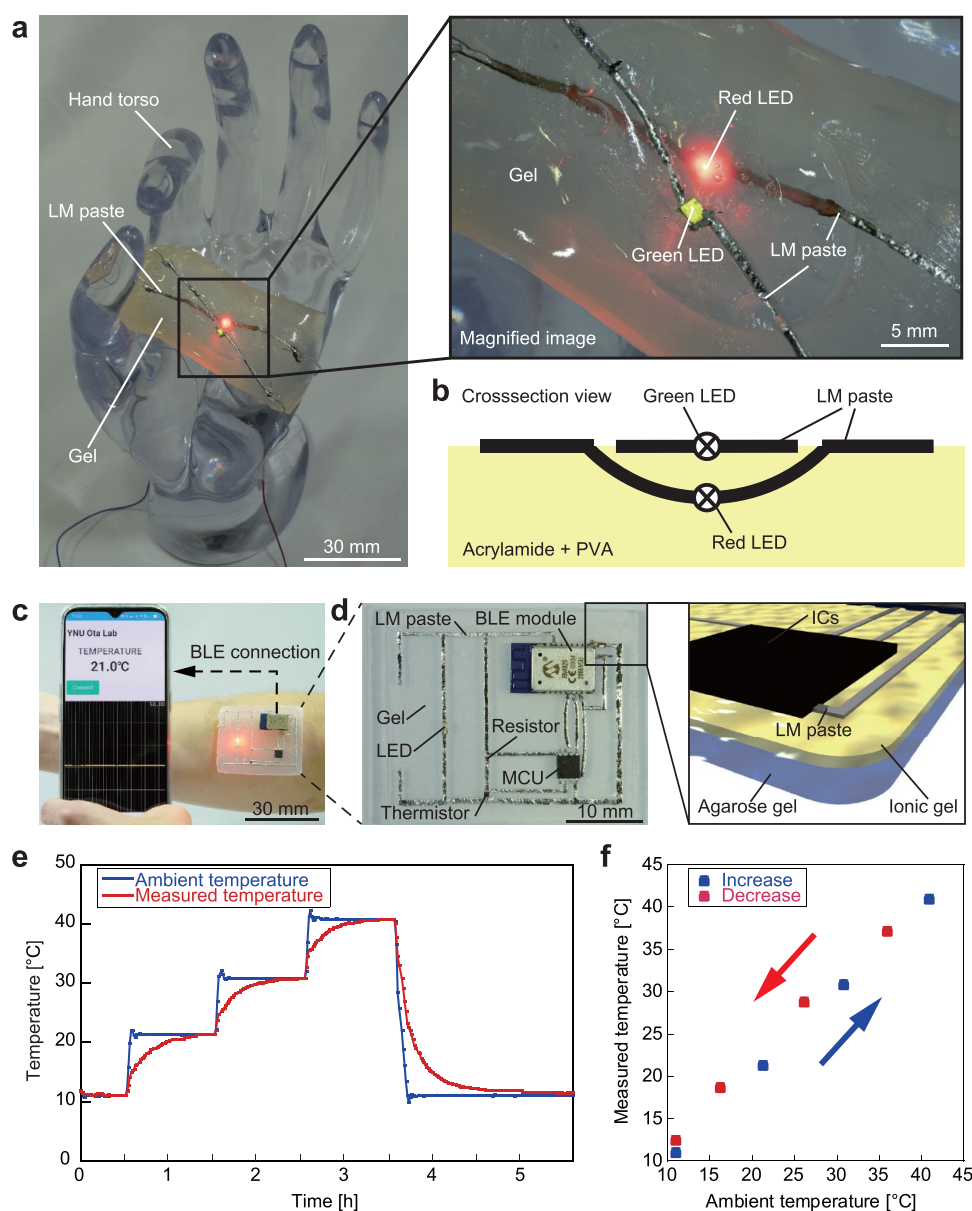 a
Hand torso
LM paste
Gel
30 mm
Red LED
Gel
Green LED
LM paste
Magnified image
5 mm
b
Crosssection view
Green LED
LM paste
Red LED
Acrylamide + PVA
c
YNU Ota Lab
TEMPERATURE
21.0℃
Connect
BLE connection
30 mm
d
LM paste
BLE module
Gel
Resistor
LED
MCU
Thermistor
10 mm
ICs
LM paste
Agarose gel
Ionic gel
e
Ambient temperature
Measured temperature
Temperature [°C]
50
40
30
20
10
0
0
1
2
3
4
5
Time [h]
f
Increase
Decrease
Measured temperature [°C]
45
40
35
30
25
20
15
10
10
15
20
25
30
35
40
45
Ambient temperature [°C]